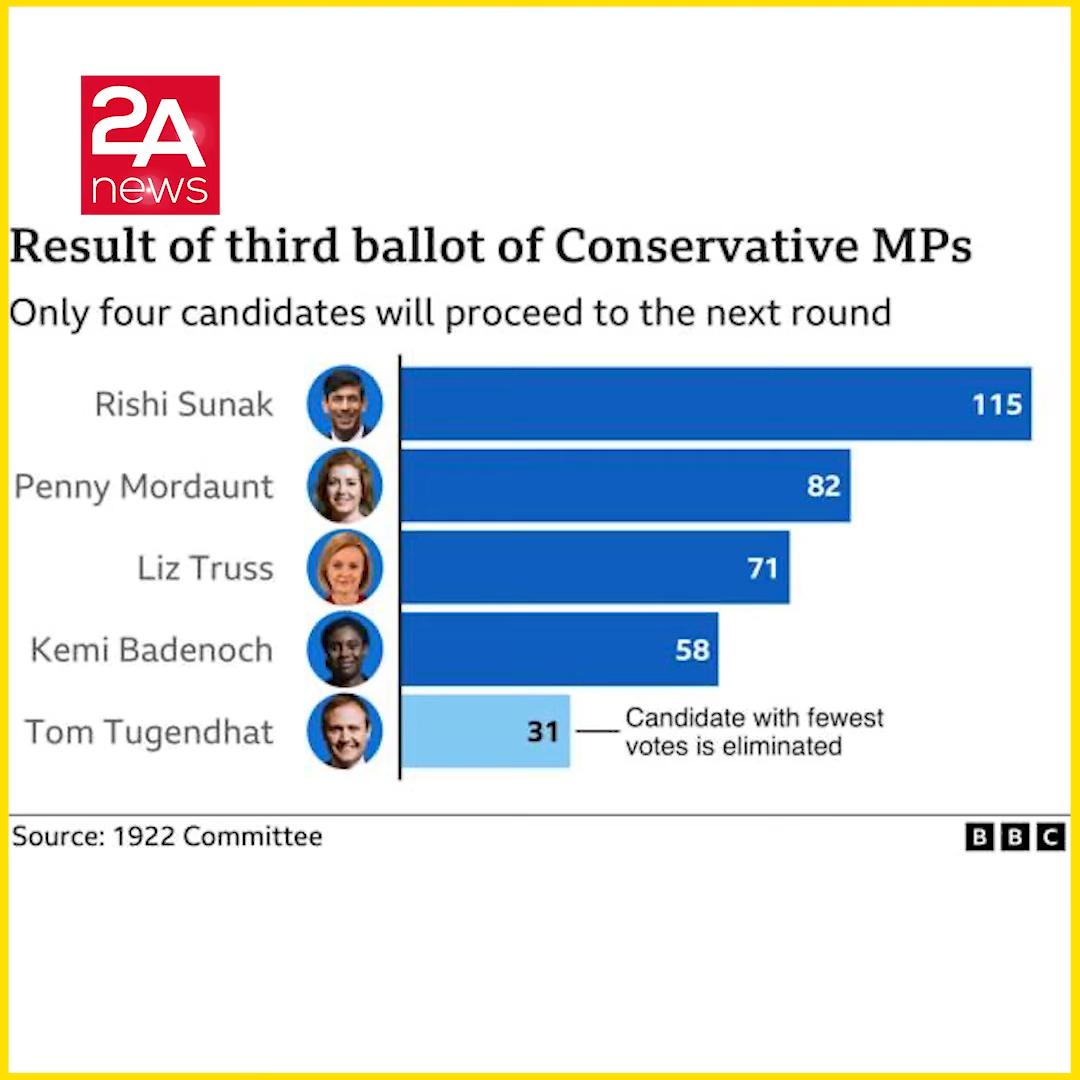 2A
news
Result of third ballot of Conservative MPs
Only four candidates will proceed to the next round
Rishi Sunak 115
Penny Mordaunt 82
Liz Truss 71
Kemi Badenoch 58
Tom Tugendhat 31 Candidate with fewest
votes is eliminated
Source: 1922 Committee BBC